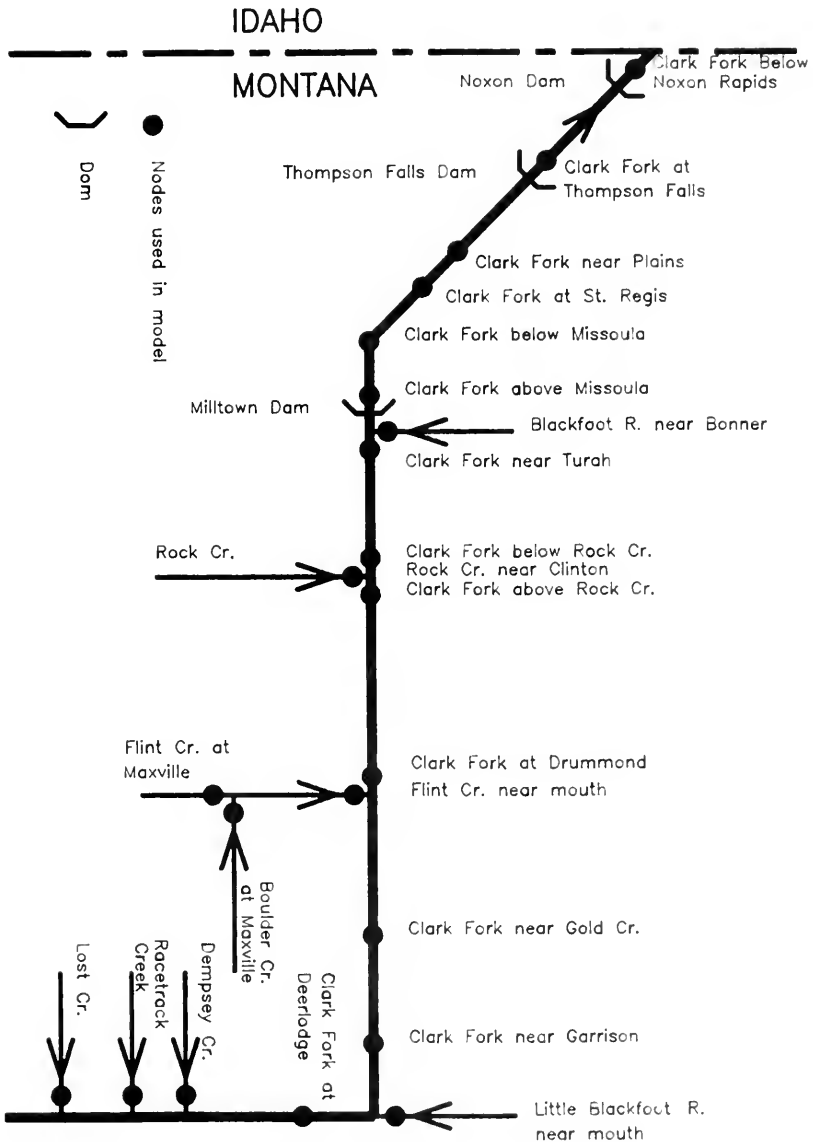 IDAHO
MONTANA
Clark Fork Below
Noxon Rapids
Noxon Dam
Dam
Nodes used in model
Thompson Falls Dam
Clark Fork at
Thompson Falls
Clark Fork near Plains
Clark Fork at St. Regis
Clark Fork below Missoula
Clark Fork above Missoula
Milltown Dam
Blackfoot R. near Bonner
Clark Fork near Turah
Rock Cr.
Clark Fork below Rock Cr.
Rock Cr. near Clinton
Clark Fork above Rock Cr.
Flint Cr. at
Maxville
Clark Fork at Drummond
Flint Cr. near mouth
Boulder Cr.
at Maxville
Clark Fork near Gold Cr.
Lost Cr.
Racetrack
Creek
Dempsey Cr.
Clark Fork at
Deerlodge
Clark Fork near Garrison
Little Blackfoot R.
near mouth